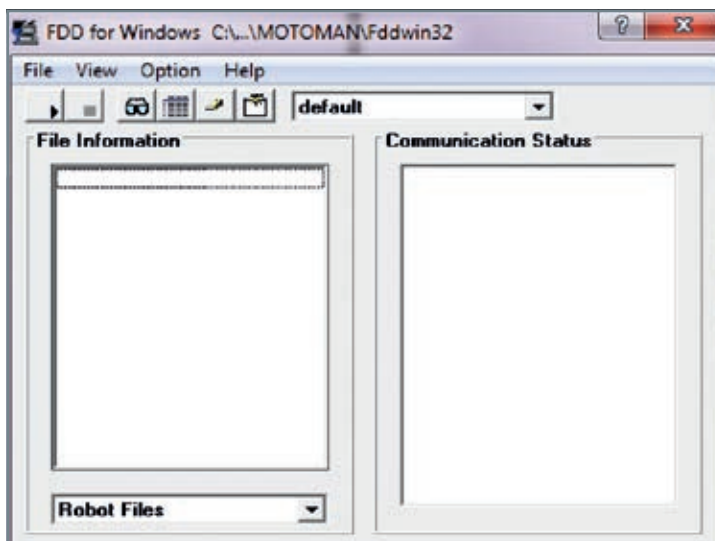 FDD for Windows C:\...\MOTOMAN\Fddwin32
File View Option Help
default
File Information
Communication Status
Robot Files